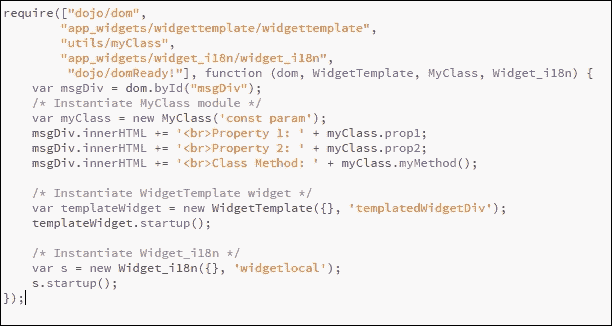 require(["dojo/dom",
"app_widgets/widgettemplate/widgettemplate",
"utils/myClass",
"app_widgets/widget_i18n/widget_i18n",
"dojo/domReady!"], function (dom, WidgetTemplate, MyClass, Widget_i18n) {
var msgDiv = dom.byId("msgDiv");
/* Instantiate MyClass module */
var myClass = new MyClass('const param');
msgDiv.innerHTML += '<br>Property 1: ' + myClass.prop1;
msgDiv.innerHTML += '<br>Property 2: ' + myClass.prop2;
msgDiv.innerHTML += '<br>Class Method: ' + myClass.myMethod();
/* Instantiate WidgetTemplate widget */
var templateWidget = new WidgetTemplate({}, 'templatedWidgetDiv');
templateWidget.startup();
/* Instantiate Widget_i18n */
var s = new Widget_i18n({}, 'widgetlocal');
s.startup();
});